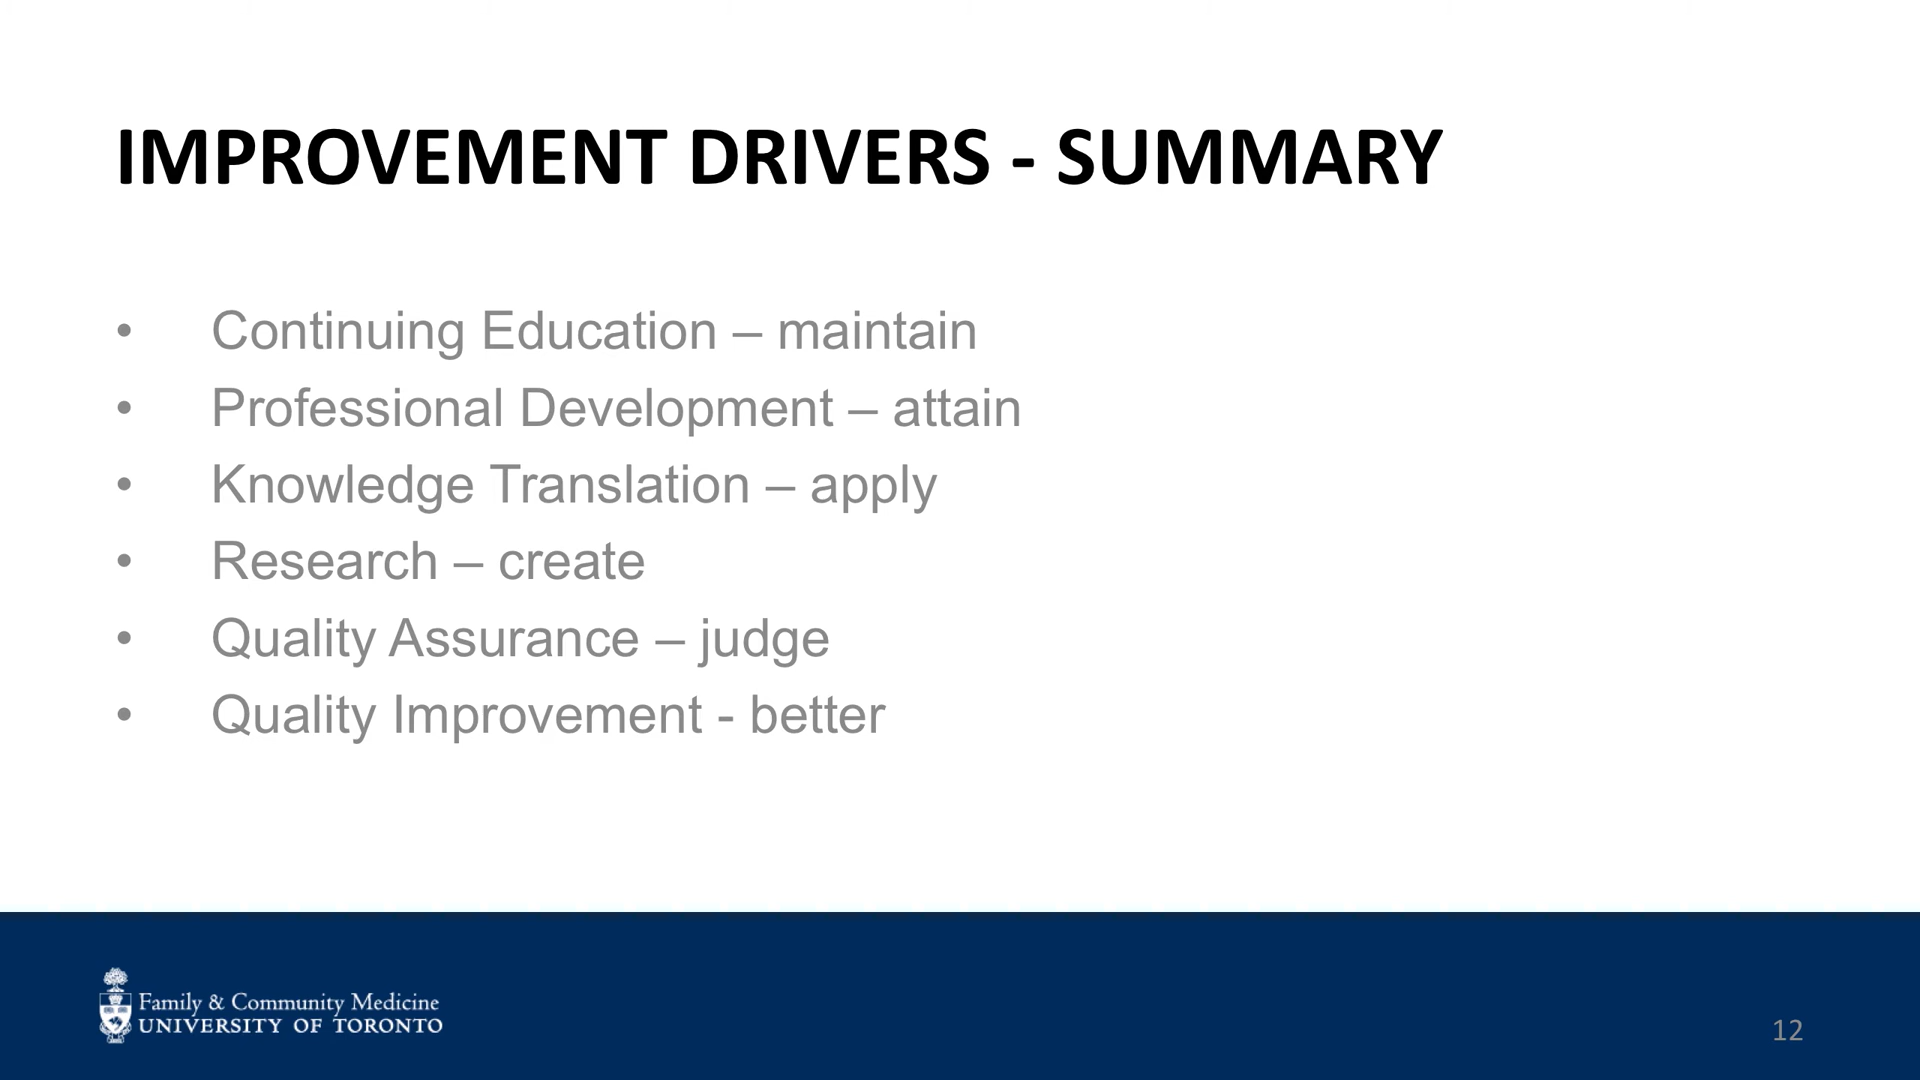 IMPROVEMENT DRIVERS - SUMMARY
• Continuing Education – maintain
• Professional Development – attain
• Knowledge Translation – apply
• Research – create
• Quality Assurance – judge
• Quality Improvement - better
Family & Community Medicine
UNIVERSITY OF TORONTO
12